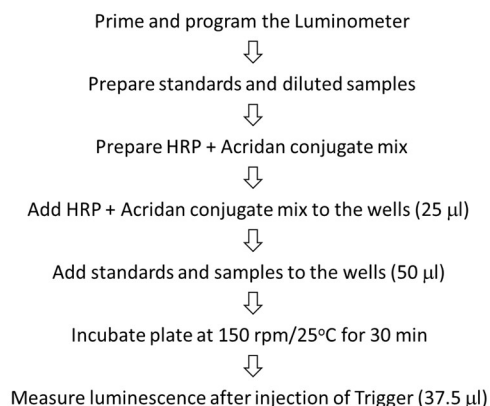 Prime and program the Luminometer
Prepare standards and diluted samples
Prepare HRP + Acridan conjugate mix
Add HRP + Acridan conjugate mix to the wells (25 μl)
Add standards and samples to the wells (50 μl)
Incubate plate at 150 rpm/25°C for 30 min
Measure luminescence after injection of Trigger (37.5 μl)